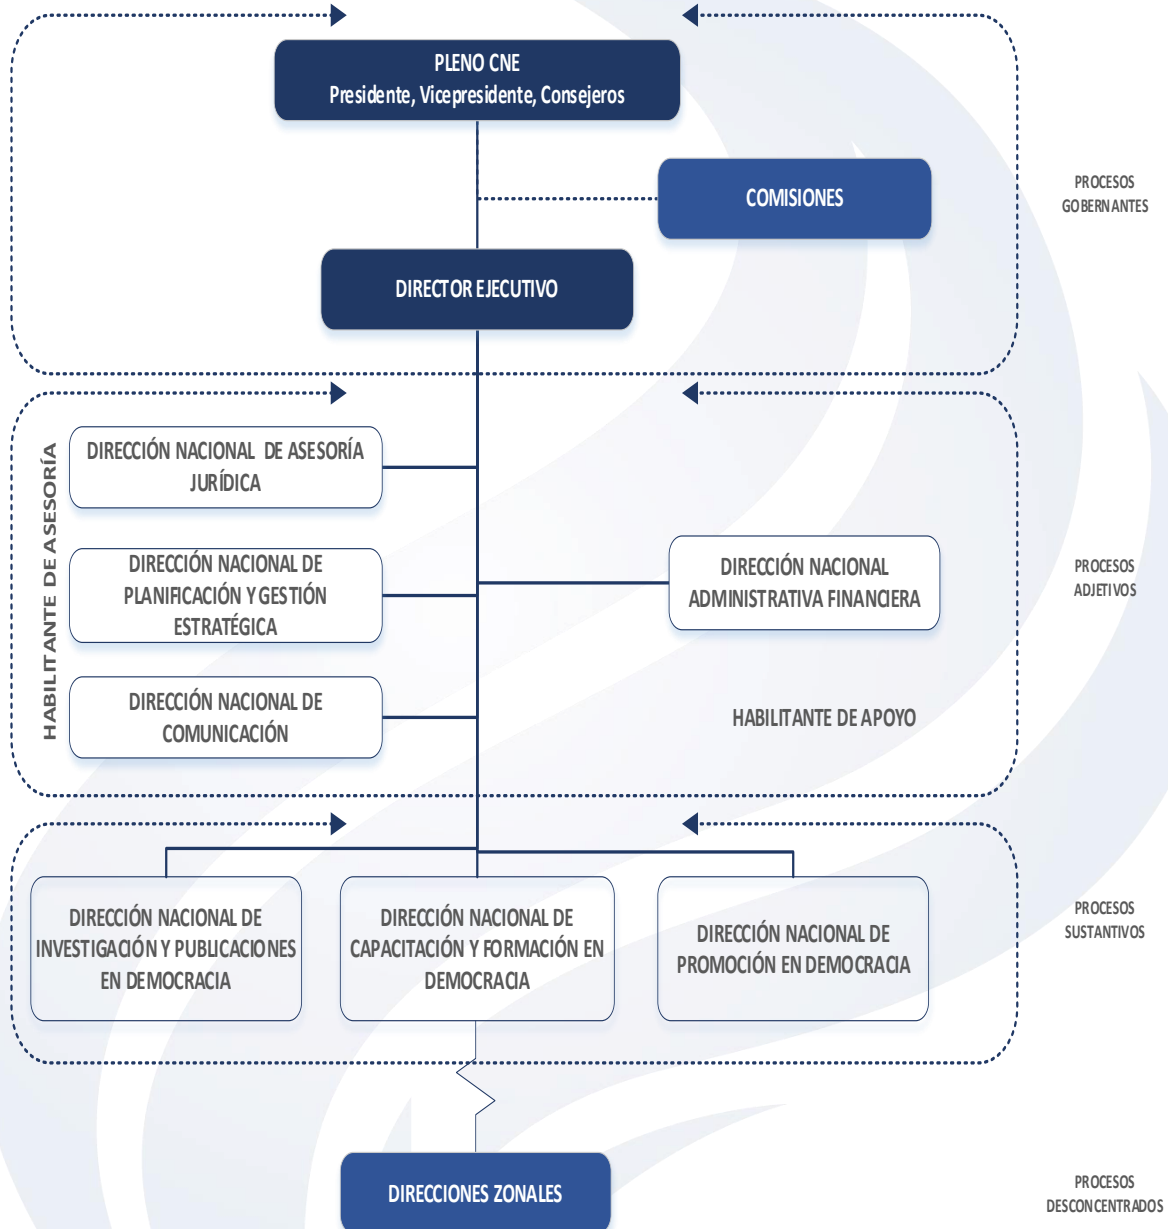 PLENO CNE
Presidente, Vicepresidente, Consejeros
COMISIONES
PROCESOS
GOBERNANTES
DIRECTOR EJECUTIVO
HABILITANTE DE ASESORÍA
DIRECCIÓN NACIONAL DE ASESORÍA
JURÍDICA
DIRECCIÓN NACIONAL DE
PLANIFICACIÓN Y GESTIÓN
ESTRATÉGICA
DIRECCIÓN NACIONAL DE
COMUNICACIÓN
DIRECCIÓN NACIONAL
ADMINISTRATIVA FINANCIERA
HABILITANTE DE APOYO
PROCESOS
ADJETIVOS
DIRECCIÓN NACIONAL DE
INVESTIGACIÓN Y PUBLICACIONES
EN DEMOCRACIA
DIRECCIÓN NACIONAL DE
CAPACITACIÓN Y FORMACIÓN EN
DEMOCRACIA
DIRECCIÓN NACIONAL DE
PROMOCIÓN EN DEMOCRACIA
PROCESOS
SUSTANTIVOS
DIRECCIONES ZONALES
PROCESOS
DESCONCENTRADOS